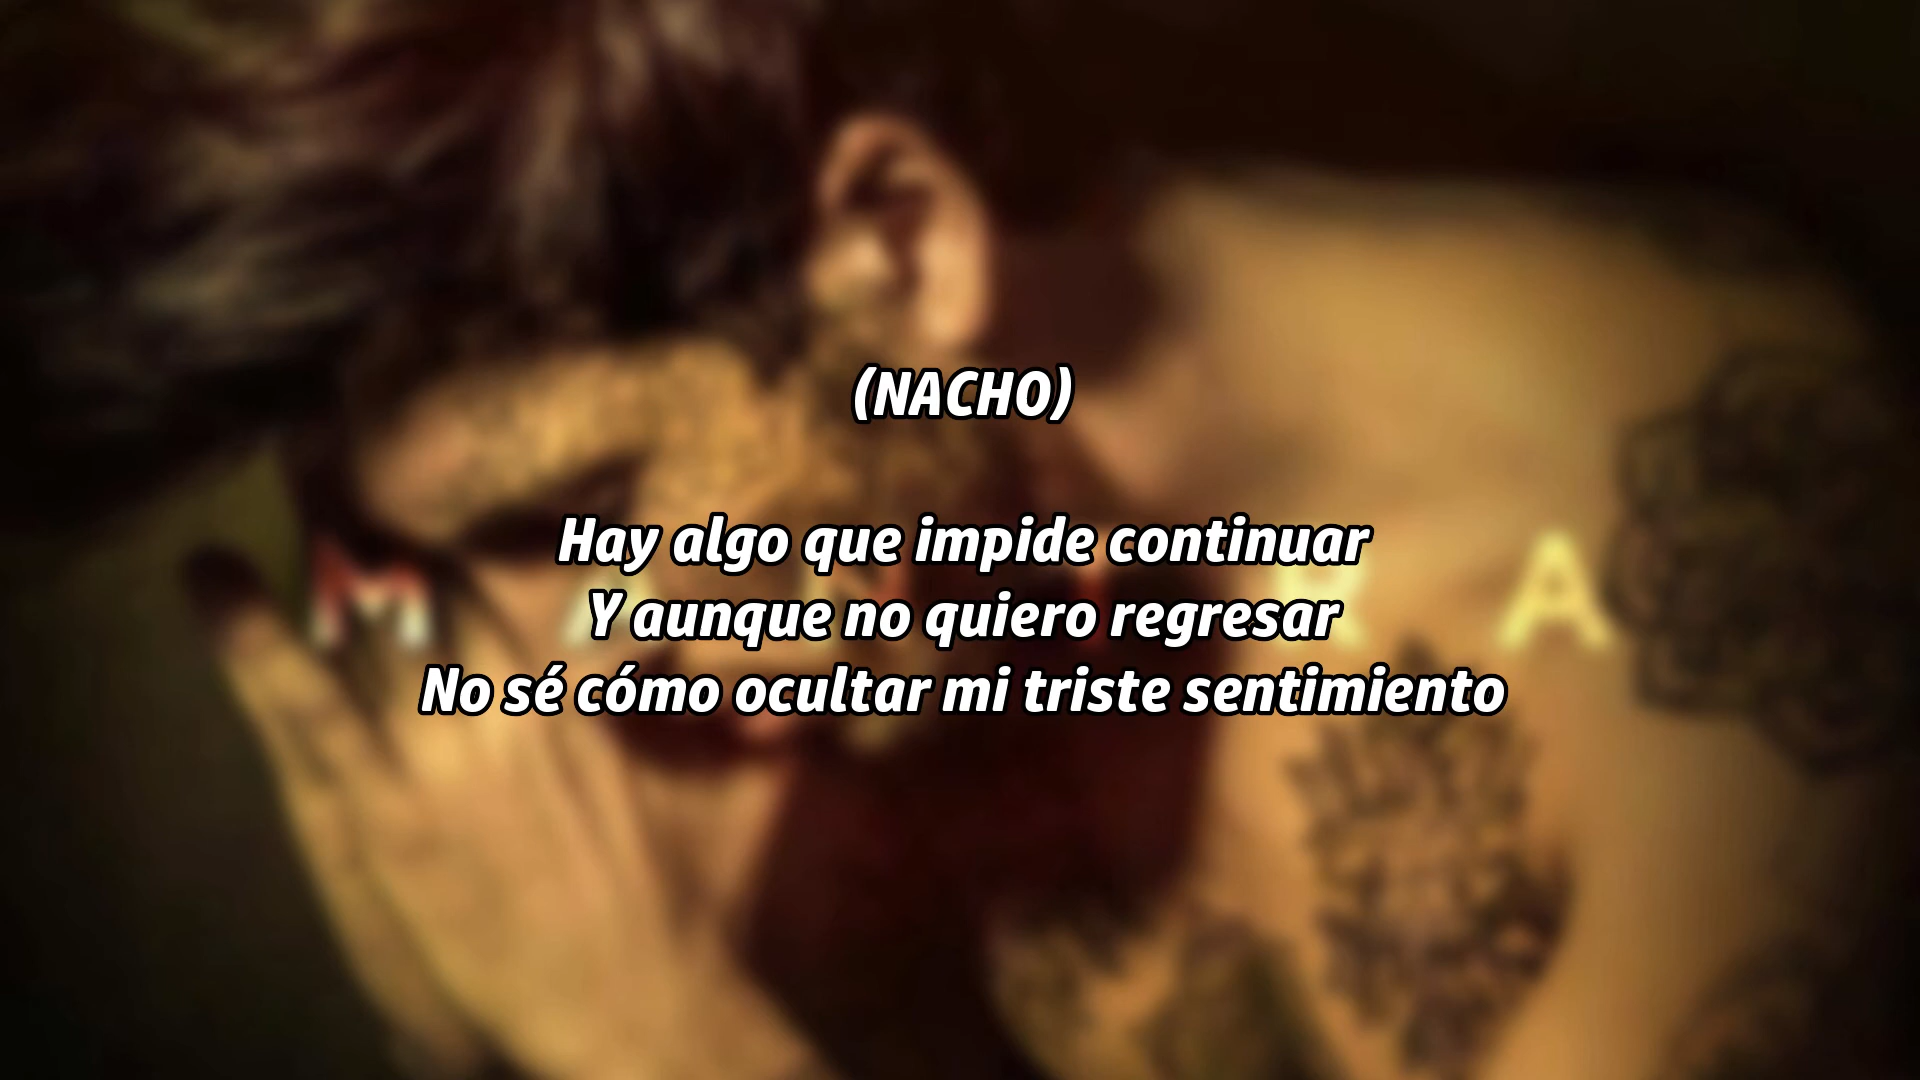 (NACHO)
Hay algo que impide continuar
Y aunque no quiero regresar
No sé cómo ocultar mi triste sentimiento
M A N T R A